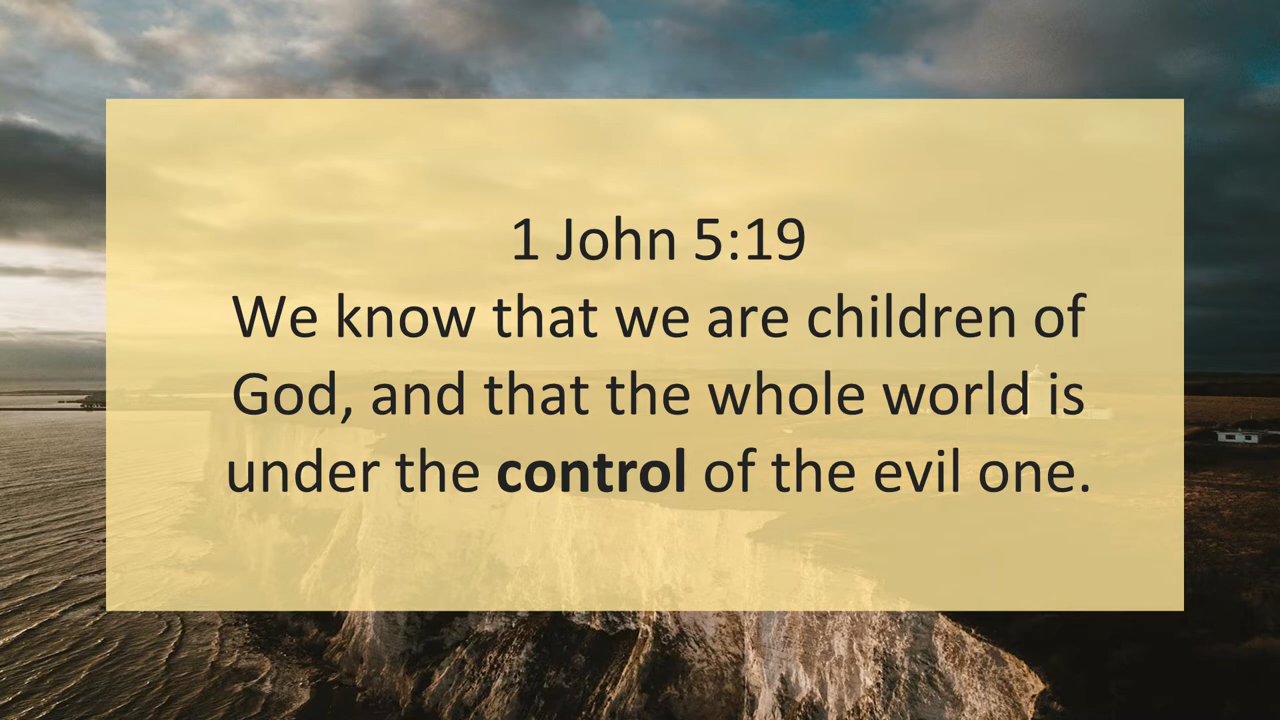 1 John 5:19
We know that we are children of
God, and that the whole world is
under the control of the evil one.